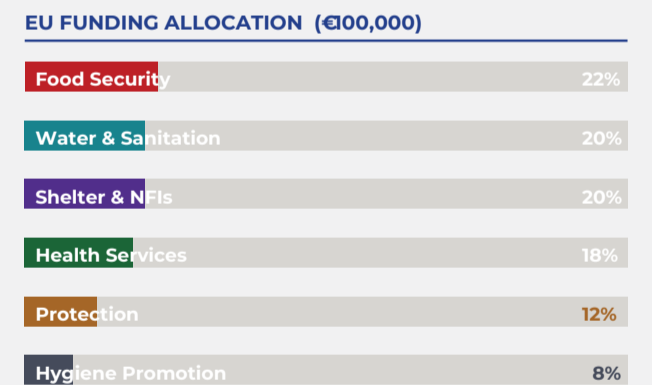 EU FUNDING ALLOCATION (€100,000)
Food Security 22%
Water & Sanitation 20%
Shelter & NFIs 20%
Health Services 18%
Protection 12%
Hygiene Promotion 8%